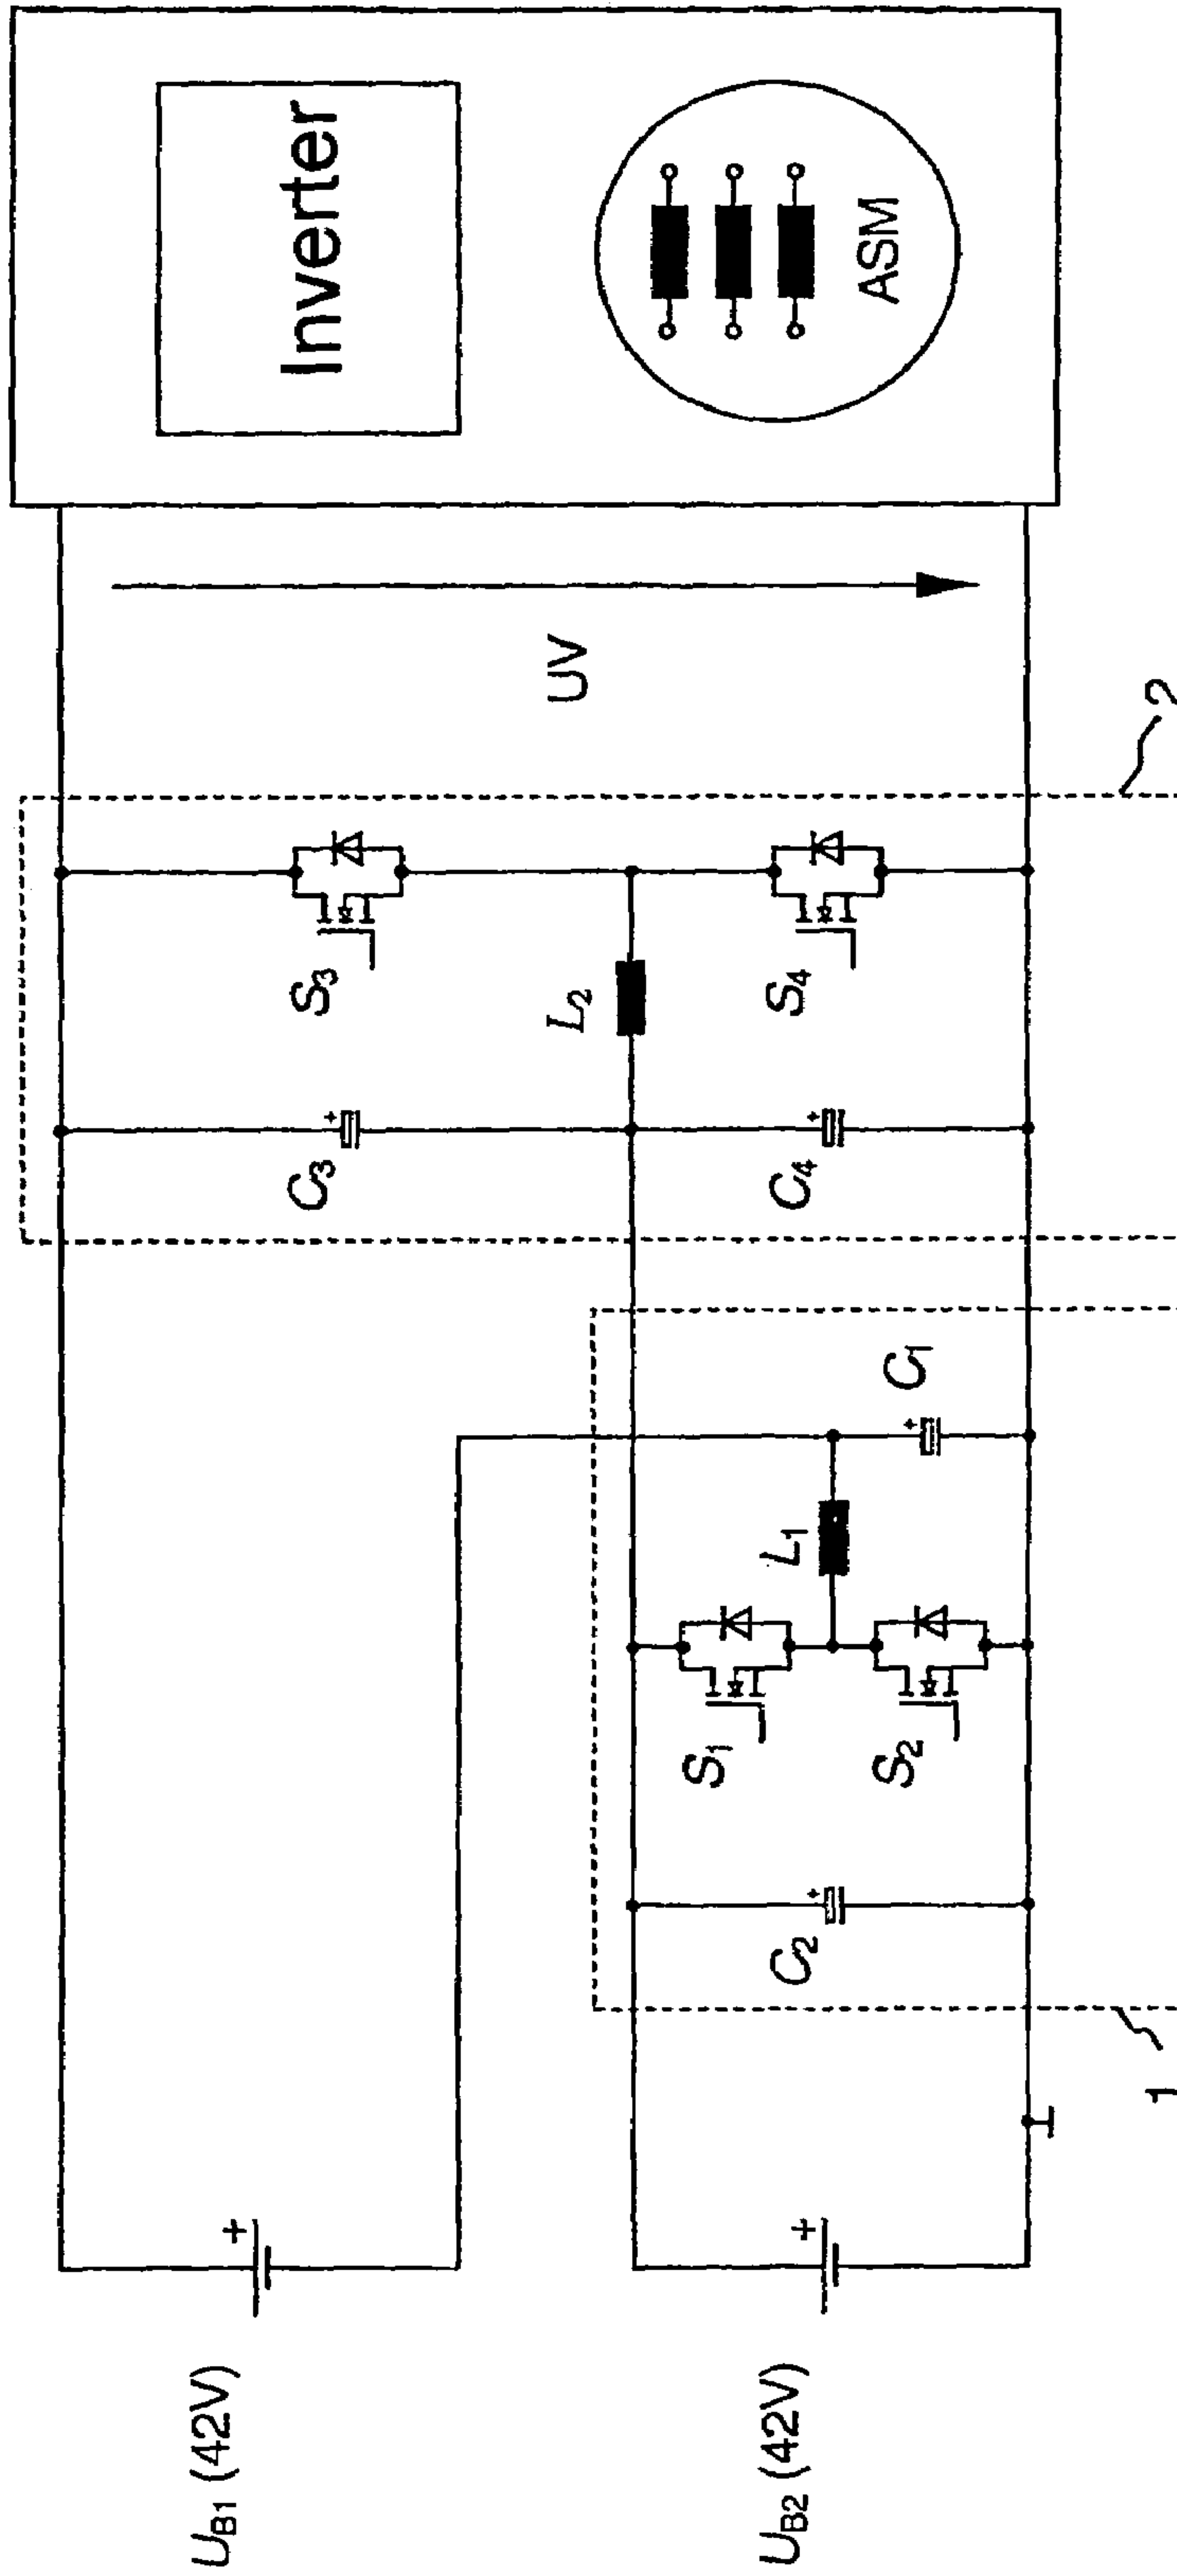 Inverter
ASM
UV
2
S3
L2
S4
+
C3
+
C4
C1
+
L1
S1
S2
+
C2
1
+
+
UB1 (42V)
UB2 (42V)